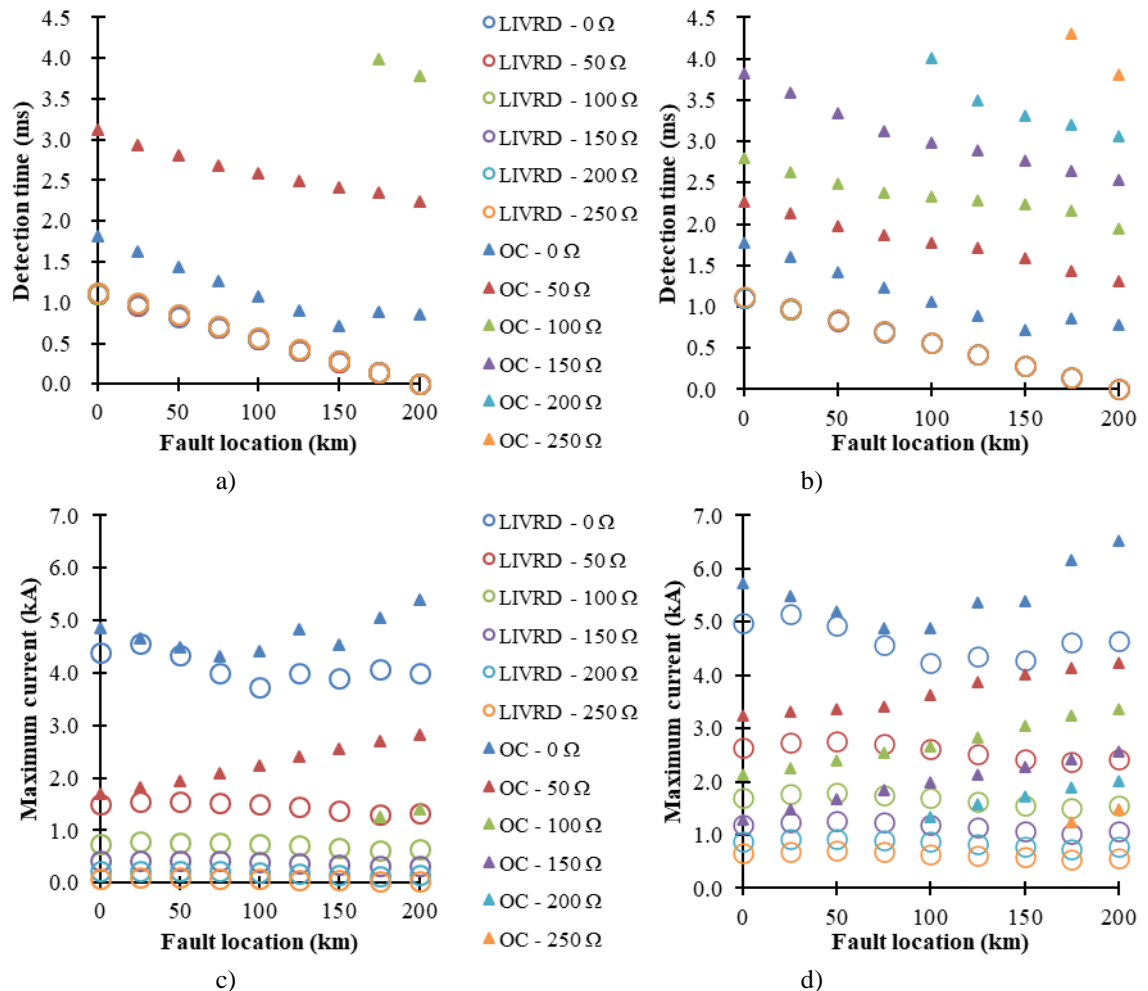 Detection time (ms)
4.5
4.0
3.5
3.0
2.5
2.0
1.5
1.0
0.5
0.0
0 50 100 150 200
Fault location (km)
a)
LIVRD - 0 Ω
LIVRD - 50 Ω
LIVRD - 100 Ω
LIVRD - 150 Ω
LIVRD - 200 Ω
LIVRD - 250 Ω
OC - 0 Ω
OC - 50 Ω
OC - 100 Ω
OC - 150 Ω
OC - 200 Ω
OC - 250 Ω
Detection time (ms)
4.5
4.0
3.5
3.0
2.5
2.0
1.5
1.0
0.5
0.0
0 50 100 150 200
Fault location (km)
b)
Maximum current (kA)
7.0
6.0
5.0
4.0
3.0
2.0
1.0
0.0
0 50 100 150 200
Fault location (km)
c)
LIVRD - 0 Ω
LIVRD - 50 Ω
LIVRD - 100 Ω
LIVRD - 150 Ω
LIVRD - 200 Ω
LIVRD - 250 Ω
OC - 0 Ω
OC - 50 Ω
OC - 100 Ω
OC - 150 Ω
OC - 200 Ω
OC - 250 Ω
Maximum current (kA)
7.0
6.0
5.0
4.0
3.0
2.0
1.0
0.0
0 50 100 150 200
Fault location (km)
d)